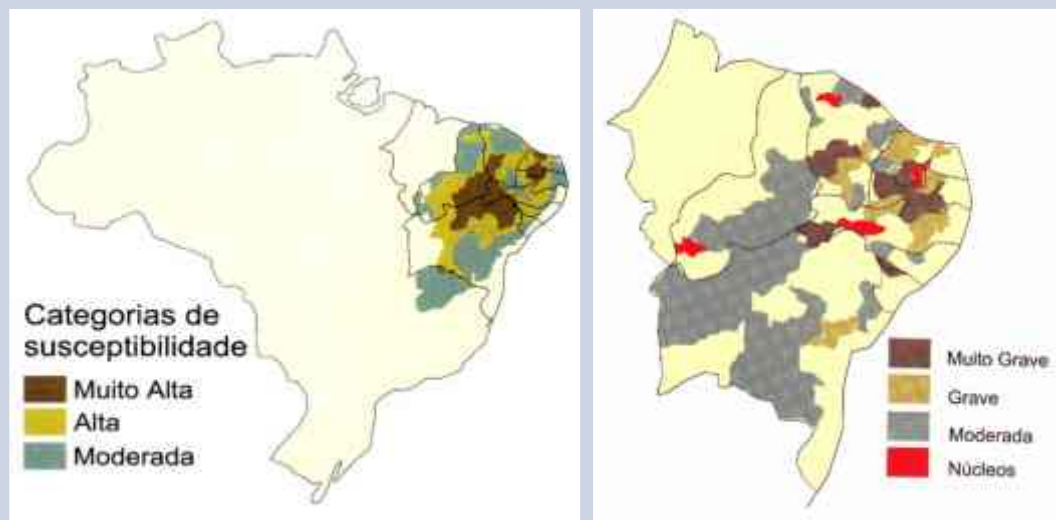 Categorias de
susceptibilidade
Muito Alta
Alta
Moderada
Muito Grave
Grave
Moderada
Núcleos